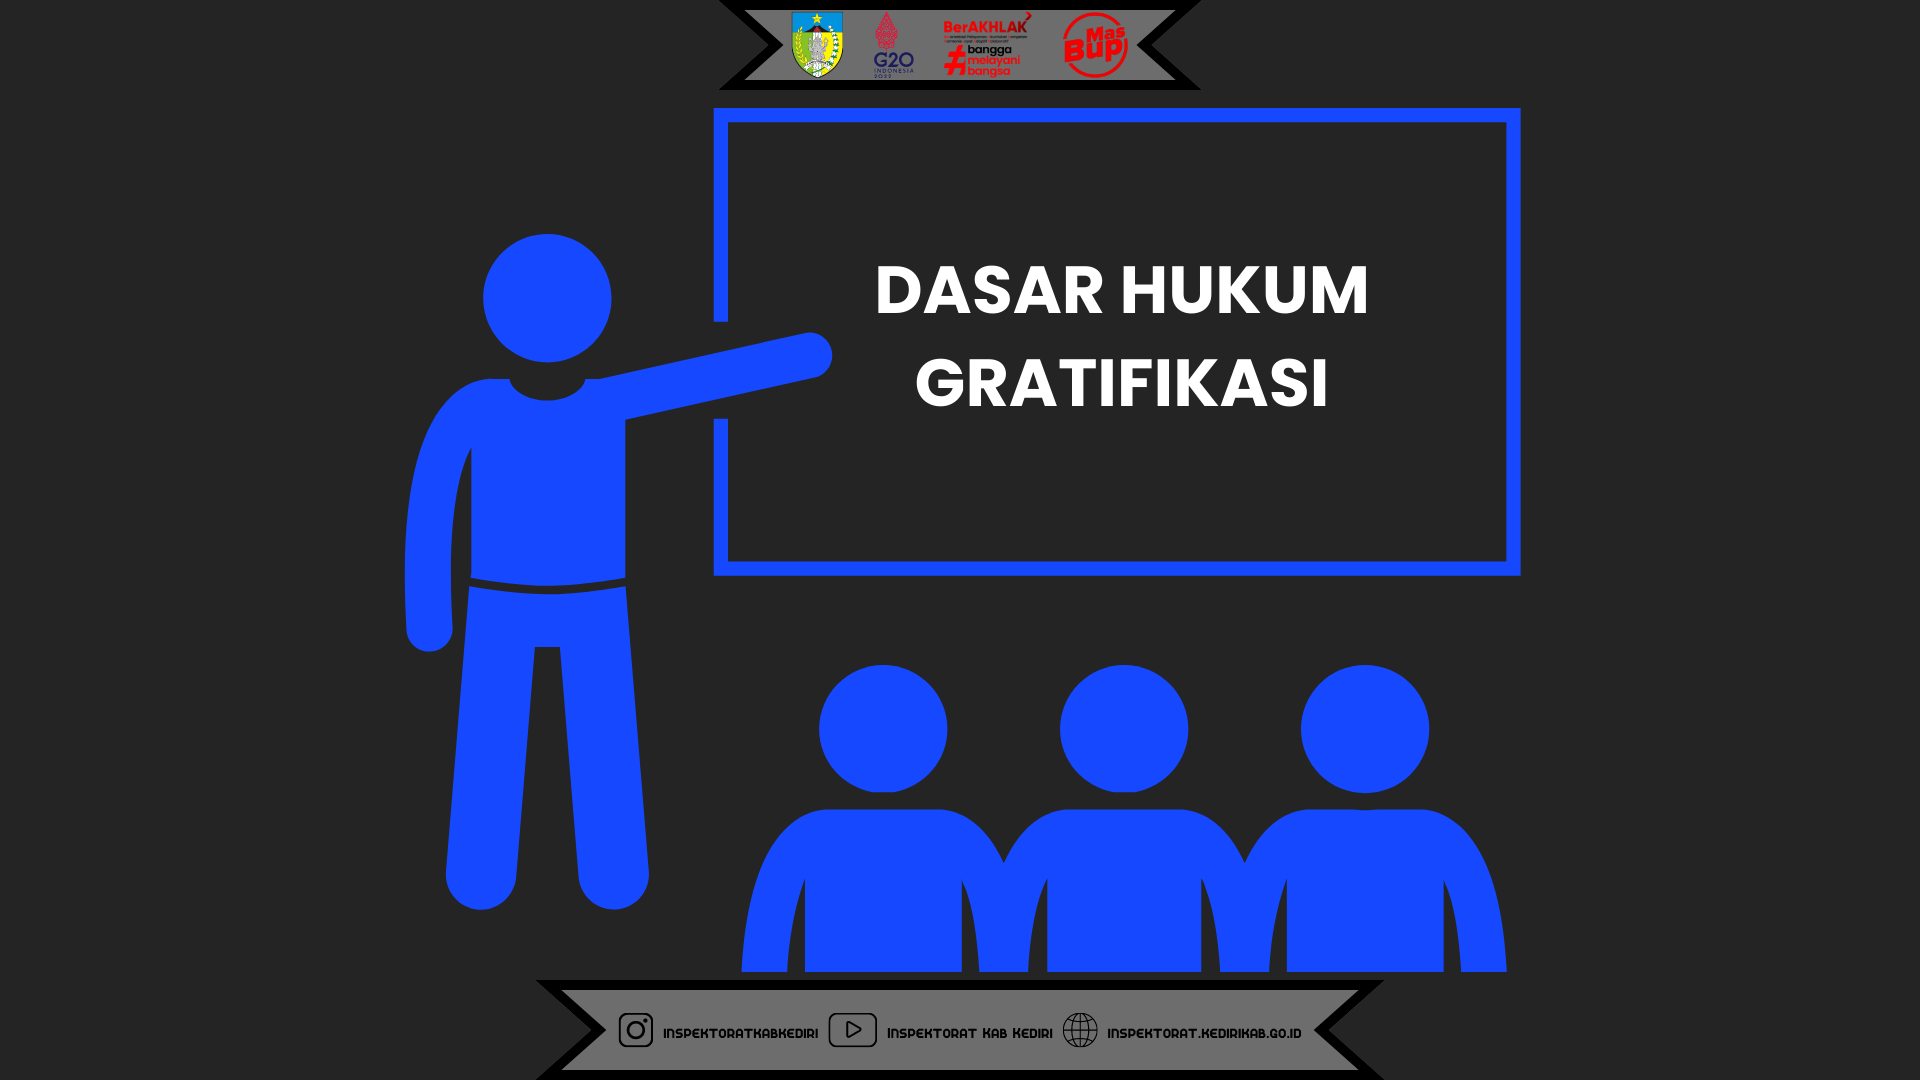 G20
INDONESIA
2022
BerAKHLAK
#bangga
melayani
bangsa
Mas
Bup
DASAR HUKUM
GRATIFIKASI
INSPEKTORATKABKEDIRI
INSPEKTORAT KAB KEDIRI
INSPEKTORAT.KEDIRIKAB.GO.ID